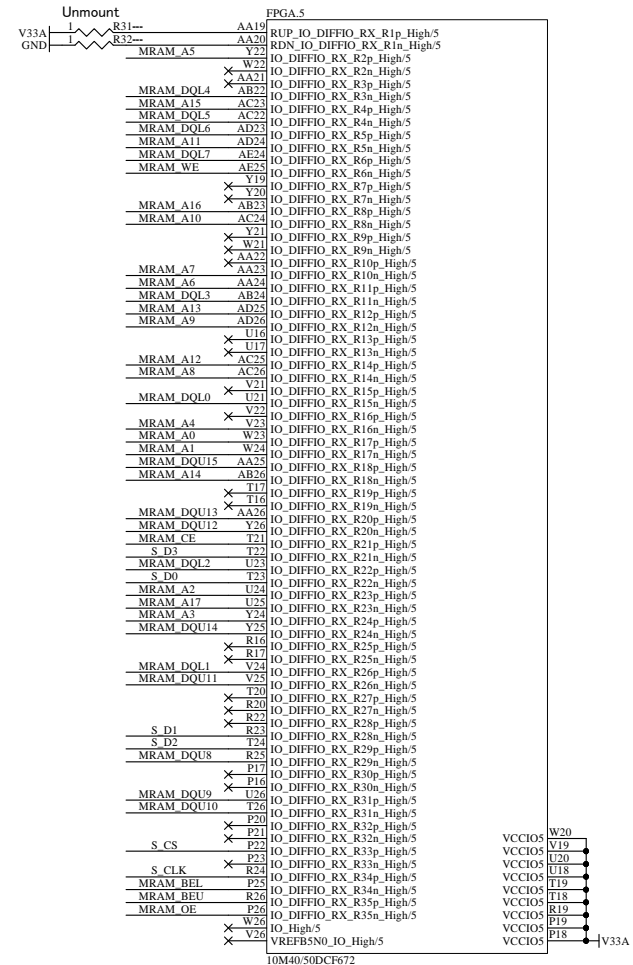 Unmount FPGA.5
V33A 1 R31--- AA19 RUP_IO_DIFFIO_RX_R1p_High/5
GND 1 R32--- AA20 RDN_IO_DIFFIO_RX_R1n_High/5
MRAM_A5 Y22 IO_DIFFIO_RX_R2p_High/5
W22 IO_DIFFIO_RX_R2n_High/5
AA21 IO_DIFFIO_RX_R3p_High/5
MRAM_DQL4 AB22 IO_DIFFIO_RX_R3n_High/5
MRAM_A15 AC23 IO_DIFFIO_RX_R4p_High/5
MRAM_DQL5 AC22 IO_DIFFIO_RX_R4n_High/5
MRAM_DQL6 AD23 IO_DIFFIO_RX_R5p_High/5
MRAM_A11 AD24 IO_DIFFIO_RX_R5n_High/5
MRAM_DQL7 AE24 IO_DIFFIO_RX_R6p_High/5
MRAM_WE AE25 IO_DIFFIO_RX_R6n_High/5
Y19 IO_DIFFIO_RX_R7p_High/5
Y20 IO_DIFFIO_RX_R7n_High/5
MRAM_A16 AB23 IO_DIFFIO_RX_R8p_High/5
MRAM_A10 AC24 IO_DIFFIO_RX_R8n_High/5
Y21 IO_DIFFIO_RX_R9p_High/5
W21 IO_DIFFIO_RX_R9n_High/5
AA22 IO_DIFFIO_RX_R10p_High/5
MRAM_A7 AA23 IO_DIFFIO_RX_R10n_High/5
MRAM_A6 AA24 IO_DIFFIO_RX_R11p_High/5
MRAM_DQL3 AB24 IO_DIFFIO_RX_R11n_High/5
MRAM_A13 AD25 IO_DIFFIO_RX_R12p_High/5
MRAM_A9 AD26 IO_DIFFIO_RX_R12n_High/5
U16 IO_DIFFIO_RX_R13p_High/5
U17 IO_DIFFIO_RX_R13n_High/5
MRAM_A12 AC25 IO_DIFFIO_RX_R14p_High/5
MRAM_A8 AC26 IO_DIFFIO_RX_R14n_High/5
V21 IO_DIFFIO_RX_R15p_High/5
MRAM_DQL0 U21 IO_DIFFIO_RX_R15n_High/5
V22 IO_DIFFIO_RX_R16p_High/5
MRAM_A4 V23 IO_DIFFIO_RX_R16n_High/5
MRAM_A0 W23 IO_DIFFIO_RX_R17p_High/5
MRAM_A1 W24 IO_DIFFIO_RX_R17n_High/5
MRAM_DQU15 AA25 IO_DIFFIO_RX_R18p_High/5
MRAM_A14 AB26 IO_DIFFIO_RX_R18n_High/5
T17 IO_DIFFIO_RX_R19p_High/5
T16 IO_DIFFIO_RX_R19n_High/5
MRAM_DQU13 AA26 IO_DIFFIO_RX_R20p_High/5
MRAM_DQU12 Y26 IO_DIFFIO_RX_R20n_High/5
MRAM_CE T21 IO_DIFFIO_RX_R21p_High/5
S_D3 T22 IO_DIFFIO_RX_R21n_High/5
MRAM_DQL2 U23 IO_DIFFIO_RX_R22p_High/5
S_D0 T23 IO_DIFFIO_RX_R22n_High/5
MRAM_A2 U24 IO_DIFFIO_RX_R23p_High/5
MRAM_A17 U25 IO_DIFFIO_RX_R23n_High/5
MRAM_A3 Y24 IO_DIFFIO_RX_R24p_High/5
MRAM_DQU14 Y25 IO_DIFFIO_RX_R24n_High/5
R16 IO_DIFFIO_RX_R25p_High/5
R17 IO_DIFFIO_RX_R25n_High/5
MRAM_DQL1 V24 IO_DIFFIO_RX_R26p_High/5
MRAM_DQU11 V25 IO_DIFFIO_RX_R26n_High/5
T20 IO_DIFFIO_RX_R27p_High/5
R20 IO_DIFFIO_RX_R27n_High/5
R22 IO_DIFFIO_RX_R28p_High/5
S_D1 R23 IO_DIFFIO_RX_R28n_High/5
S_D2 T24 IO_DIFFIO_RX_R29p_High/5
MRAM_DQU8 R25 IO_DIFFIO_RX_R29n_High/5
P17 IO_DIFFIO_RX_R30p_High/5
P16 IO_DIFFIO_RX_R30n_High/5
MRAM_DQU9 U26 IO_DIFFIO_RX_R31p_High/5
MRAM_DQU10 T26 IO_DIFFIO_RX_R31n_High/5
P20 IO_DIFFIO_RX_R32p_High/5
P21 IO_DIFFIO_RX_R32n_High/5 VCCIO5 W20
S_CS P22 IO_DIFFIO_RX_R33p_High/5 VCCIO5 V19
P23 IO_DIFFIO_RX_R33n_High/5 VCCIO5 U20
S_CLK R24 IO_DIFFIO_RX_R34p_High/5 VCCIO5 U18
MRAM_BEL P25 IO_DIFFIO_RX_R34n_High/5 VCCIO5 T19
MRAM_BEU R26 IO_DIFFIO_RX_R35p_High/5 VCCIO5 T18
MRAM_OE P26 IO_DIFFIO_RX_R35n_High/5 VCCIO5 R19
W26 IO_High/5 VCCIO5 P19
V26 VREFB5N0_IO_High/5 VCCIO5 P18 V33A
10M40/50DCF672